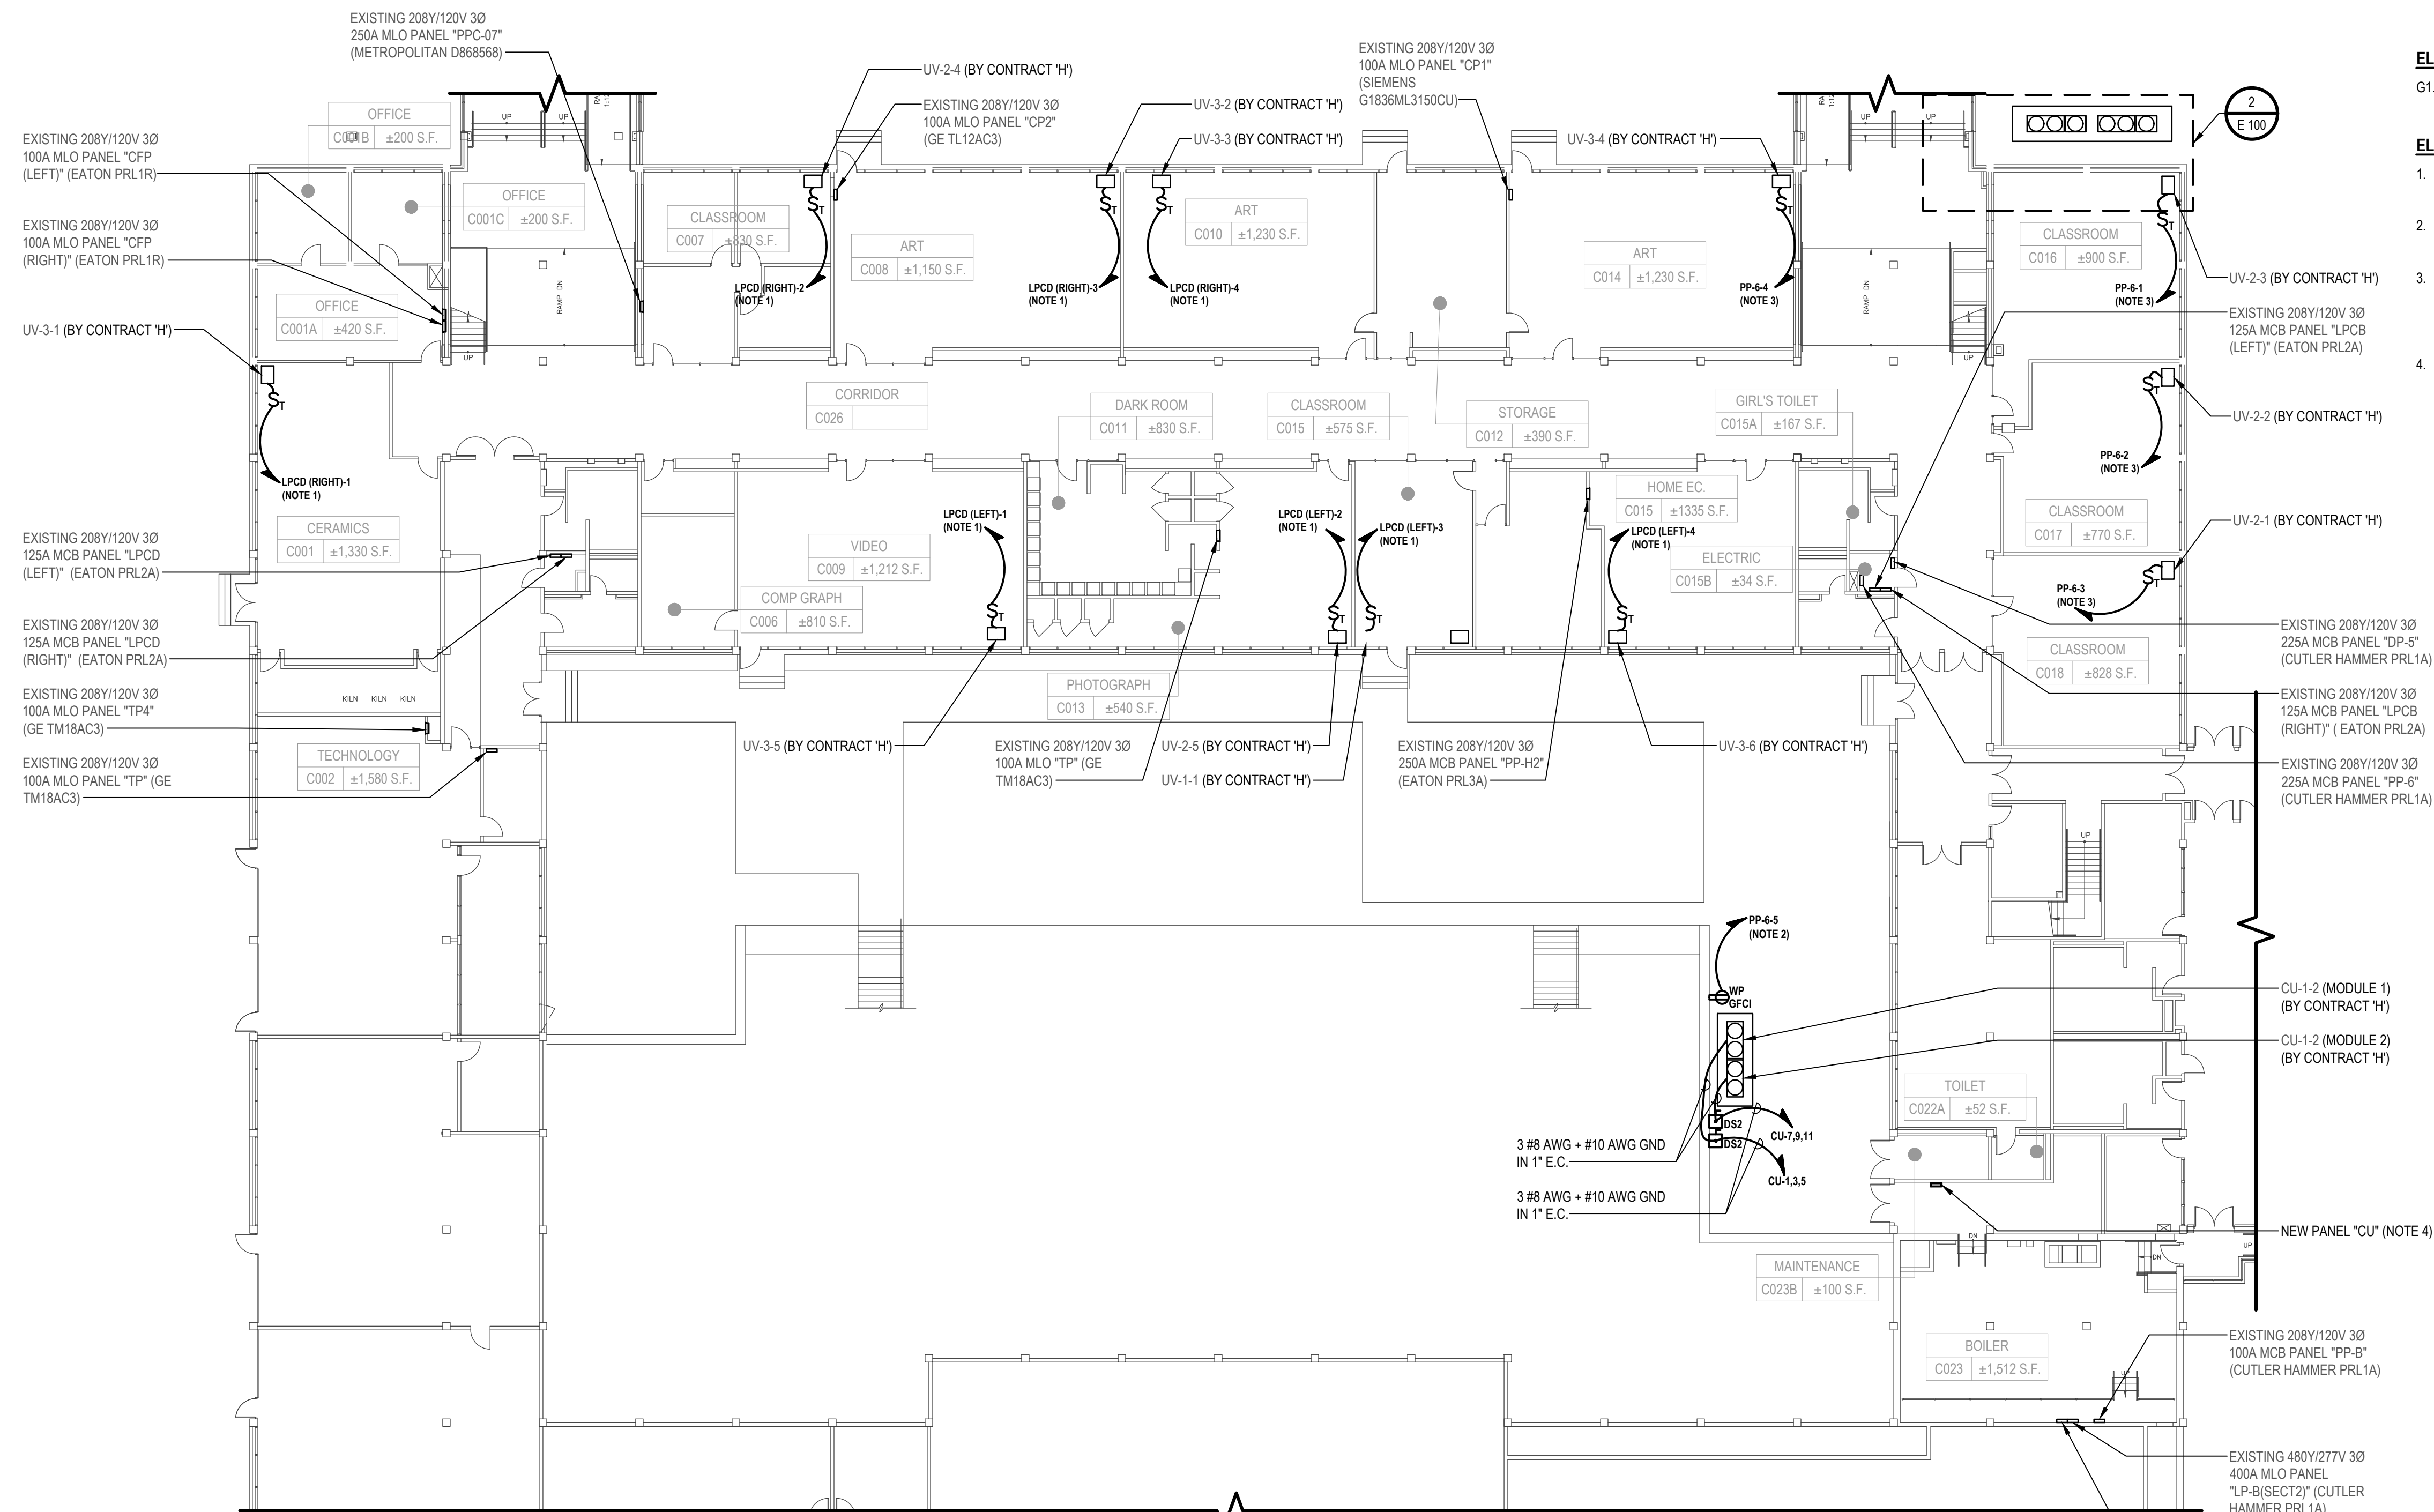 EXISTING 208Y/120V 3Ø
250A MLO PANEL "PPC-07"
(METROPOLITAN D868568)
UV-2-4 (BY CONTRACT 'H')
EXISTING 208Y/120V 3Ø
100A MLO PANEL "CP2"
(GE TL12AC3)
UV-3-2 (BY CONTRACT 'H')
UV-3-3 (BY CONTRACT 'H')
EXISTING 208Y/120V 3Ø
100A MLO PANEL "CP1"
(SIEMENS
G1836ML3150CU)
UV-3-4 (BY CONTRACT 'H')
2
E 100
EL
G1.
EL
1.
2.
3.
4.
EXISTING 208Y/120V 3Ø
100A MLO PANEL "CFP
(LEFT)" (EATON PRL1R)
EXISTING 208Y/120V 3Ø
100A MLO PANEL "CFP
(RIGHT)" (EATON PRL1R)
UV-3-1 (BY CONTRACT 'H')
OFFICE
C001B ±200 S.F.
OFFICE
C001C ±200 S.F.
OFFICE
C001A ±420 S.F.
UP
UP
UP
RAMP DN
UP
UP
UP
RAMP DN
UP
CLASSROOM
C007 ±330 S.F.
ART
C008 ±1,150 S.F.
ART
C010 ±1,230 S.F.
ART
C014 ±1,230 S.F.
CLASSROOM
C016 ±900 S.F.
S T
S T
S T
S T
S T
LPCD (RIGHT)-2
(NOTE 1)
LPCD (RIGHT)-3
(NOTE 1)
LPCD (RIGHT)-4
(NOTE 1)
PP-6-4
(NOTE 3)
PP-6-1
(NOTE 3)
UV-2-3 (BY CONTRACT 'H')
EXISTING 208Y/120V 3Ø
125A MCB PANEL "LPCB
(LEFT)" (EATON PRL2A)
UV-2-2 (BY CONTRACT 'H')
S T
S T
LPCD (RIGHT)-1
(NOTE 1)
CORRIDOR
C026
DARK ROOM
C011 ±830 S.F.
CLASSROOM
C015 ±575 S.F.
STORAGE
C012 ±390 S.F.
GIRL'S TOILET
C015A ±167 S.F.
PP-6-2
(NOTE 3)
CERAMICS
C001 ±1,330 S.F.
VIDEO
C009 ±1,212 S.F.
COMP GRAPH
C006 ±810 S.F.
HOME EC.
C015 ±1335 S.F.
ELECTRIC
C015B ±34 S.F.
CLASSROOM
C017 ±770 S.F.
LPCD (LEFT)-1
(NOTE 1)
LPCD (LEFT)-2
(NOTE 1)
LPCD (LEFT)-3
(NOTE 1)
LPCD (LEFT)-4
(NOTE 1)
S T
S T
S T
S T
S T
PP-6-3
(NOTE 3)
UV-2-1 (BY CONTRACT 'H')
EXISTING 208Y/120V 3Ø
125A MCB PANEL "LPCD
(LEFT)" (EATON PRL2A)
EXISTING 208Y/120V 3Ø
125A MCB PANEL "LPCD
(RIGHT)" (EATON PRL2A)
EXISTING 208Y/120V 3Ø
100A MLO PANEL "TP4"
(GE TM18AC3)
EXISTING 208Y/120V 3Ø
100A MLO PANEL "TP" (GE
TM18AC3)
KILN KILN KILN
TECHNOLOGY
C002 ±1,580 S.F.
PHOTOGRAPH
C013 ±540 S.F.
CLASSROOM
C018 ±828 S.F.
EXISTING 208Y/120V 3Ø
225A MCB PANEL "DP-5"
(CUTLER HAMMER PRL1A)
EXISTING 208Y/120V 3Ø
125A MCB PANEL "LPCB
(RIGHT)" ( EATON PRL2A)
EXISTING 208Y/120V 3Ø
225A MCB PANEL "PP-6"
(CUTLER HAMMER PRL1A)
UV-3-5 (BY CONTRACT 'H')
EXISTING 208Y/120V 3Ø
100A MLO "TP" (GE
TM18AC3)
UV-2-5 (BY CONTRACT 'H')
UV-1-1 (BY CONTRACT 'H')
EXISTING 208Y/120V 3Ø
250A MCB PANEL "PP-H2"
(EATON PRL3A)
UV-3-6 (BY CONTRACT 'H')
UP
PP-6-5
(NOTE 2)
WP
GFCI
CU-1-2 (MODULE 1)
(BY CONTRACT 'H')
CU-1-2 (MODULE 2)
(BY CONTRACT 'H')
DS2
DS2
CU-7,9,11
CU-1,3,5
3 #8 AWG + #10 AWG GND
IN 1" E.C.
3 #8 AWG + #10 AWG GND
IN 1" E.C.
TOILET
C022A ±52 S.F.
NEW PANEL "CU" (NOTE 4)
DN
DN
UP
MAINTENANCE
C023B ±100 S.F.
BOILER
C023 ±1,512 S.F.
UP
EXISTING 208Y/120V 3Ø
100A MCB PANEL "PP-B"
(CUTLER HAMMER PRL1A)
EXISTING 480Y/277V 3Ø
400A MLO PANEL
"LP-B(SECT2)" (CUTLER
HAMMER PRL1A)